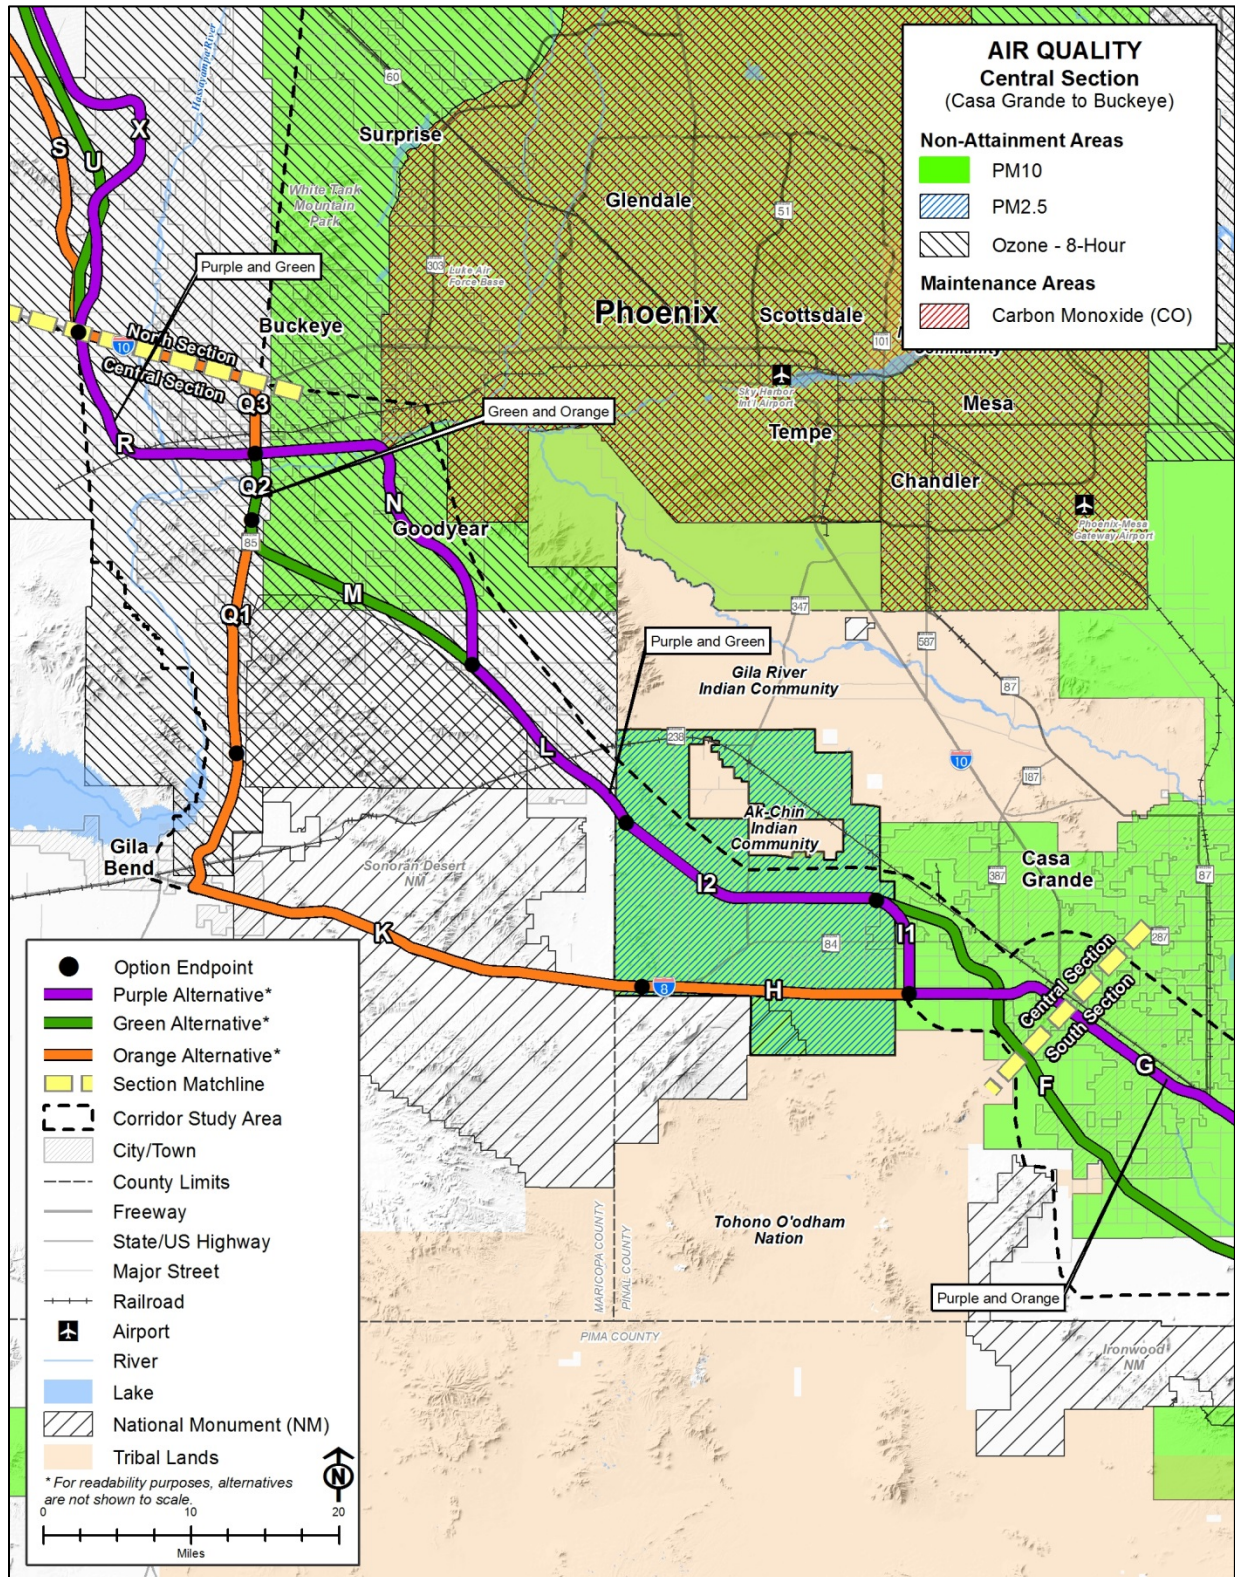 AIR QUALITY
Central Section
(Casa Grande to Buckeye)
Non-Attainment Areas
PM10
PM2.5
Ozone - 8-Hour
Maintenance Areas
Carbon Monoxide (CO)
Hassayampa River
60
Surprise
X
S
U
White Tank
Mountain
Park
Glendale
51
Purple and Green
303
Luke Air
Force Base
Phoenix
Scottsdale
101
Community
Buckeye
North Section
10
Central Section
Sky Harbor
Int'l Airport
Q3
Green and Orange
Mesa
Tempe
R
Q2
Chandler
N
Goodyear
Phoenix-Mesa
Gateway Airport
85
M
347
Q1
587
Purple and Green
Gila River
Indian Community
87
238
L
10
187
Ak-Chin
Indian
Community
Gila
Bend
Sonoran Desert
NM
Casa
Grande
387
87
I2
K
I1
84
287
8
H
Central Section
South Section
G
F
Tohono O'odham
Nation
MARICOPA COUNTY
PINAL COUNTY
Purple and Orange
PIMA COUNTY
Ironwood
NM
Option Endpoint
Purple Alternative*
Green Alternative*
Orange Alternative*
Section Matchline
Corridor Study Area
City/Town
County Limits
Freeway
State/US Highway
Major Street
Railroad
Airport
River
Lake
National Monument (NM)
Tribal Lands
* For readability purposes, alternatives
are not shown to scale.
N
0 10 20
Miles